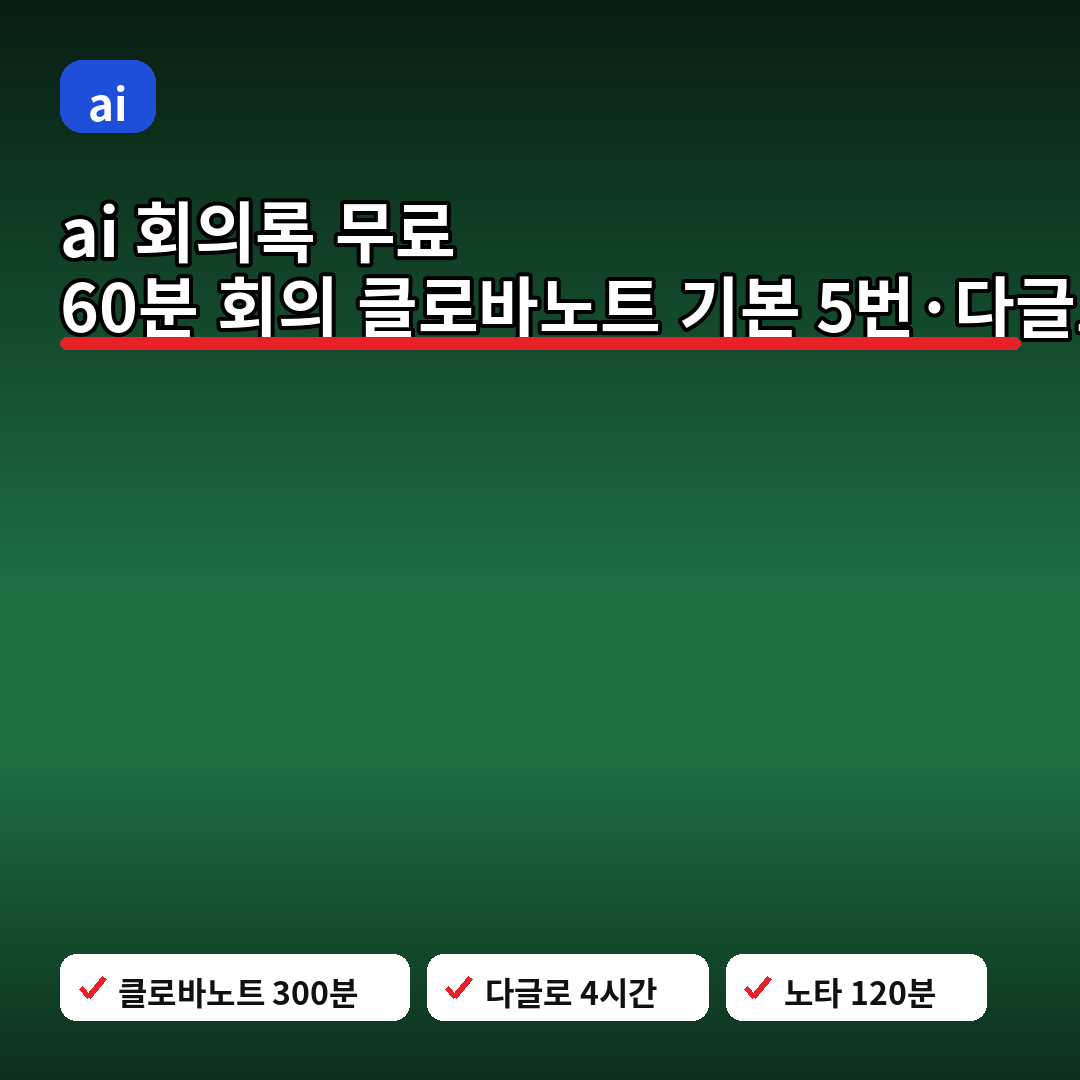 ai
ai 회의록 무료
60분 회의 클로바노트 기본 5번·다글
클로바노트 300분
다글로 4시간
노타 120분